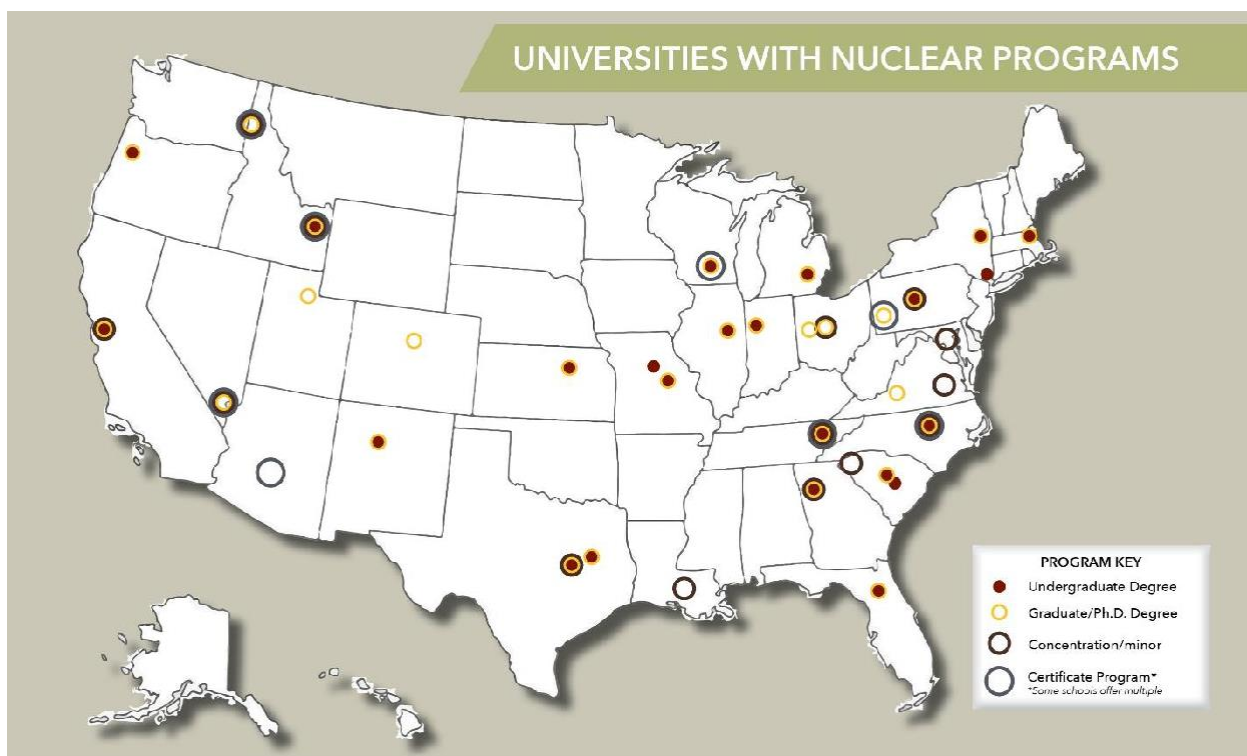 UNIVERSITIES WITH NUCLEAR PROGRAMS
PROGRAM KEY
Undergraduate Degree
Graduate/Ph.D. Degree
Concentration/minor
Certificate Program*
*Some schools offer multiple